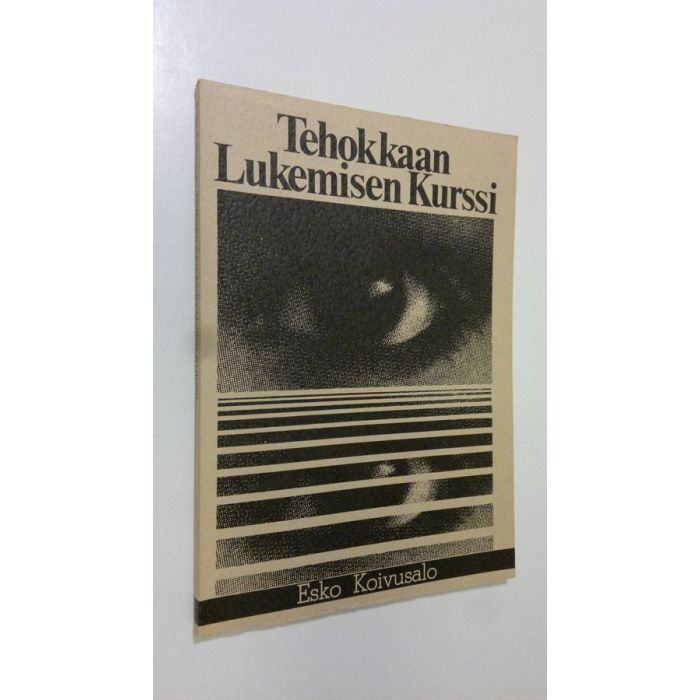 Tehokkaan
Lukemisen Kurssi
Esko Koivusalo